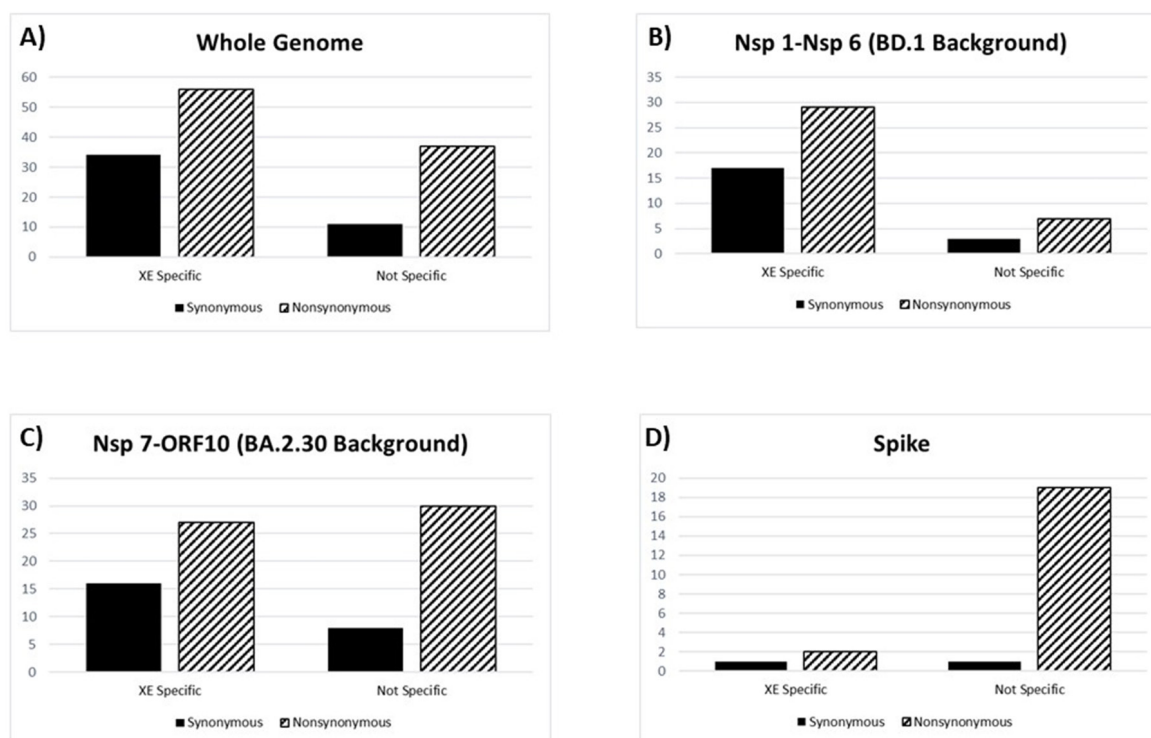 A)
Whole Genome
60
50
40
30
20
10
0
XE Specific
Not Specific
Synonymous
Nonsynonymous
B)
Nsp 1-Nsp 6 (BD.1 Background)
35
30
25
20
15
10
5
0
XE Specific
Not Specific
Synonymous
Nonsynonymous
C)
Nsp 7-ORF10 (BA.2.30 Background)
35
30
25
20
15
10
5
0
XE Specific
Not Specific
Synonymous
Nonsynonymous
D)
Spike
20
18
16
14
12
10
8
6
4
2
0
XE Specific
Not Specific
Synonymous
Nonsynonymous